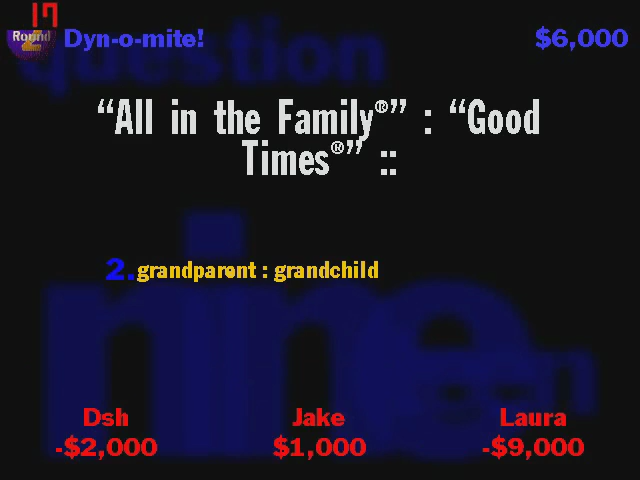 17
Round
2
Dyn-o-mite!
$6,000
question
“All in the Family®” : “Good
Times®” ::
2. grandparent : grandchild
nine
Dsh
Jake
Laura
-$2,000
$1,000
-$9,000